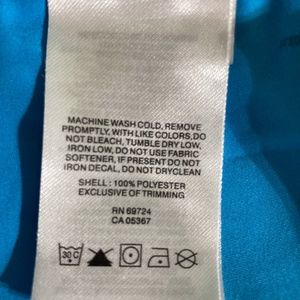 MACHINE WASH COLD, REMOVE
PROMPTLY, WITH LIKE COLORS, DO
NOT BLEACH, TUMBLE DRY LOW,
IRON LOW, DO NOT USE FABRIC
SOFTENER, IF PRESENT DO NOT
IRON DECAL, DO NOT DRYCLEAN
SHELL : 100% POLYESTER
EXCLUSIVE OF TRIMMING
RN 69724
CA 05367
30 C